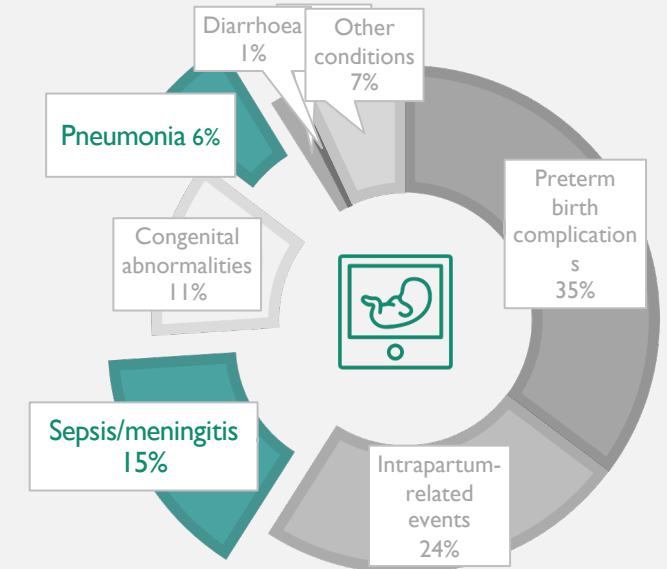 Diarrhoea
1%
Other
conditions
7%
Pneumonia 6%
Preterm
birth
complication
s
35%
Congenital
abnormalities
11%
Sepsis/meningitis
15%
Intrapartum-
related
events
24%